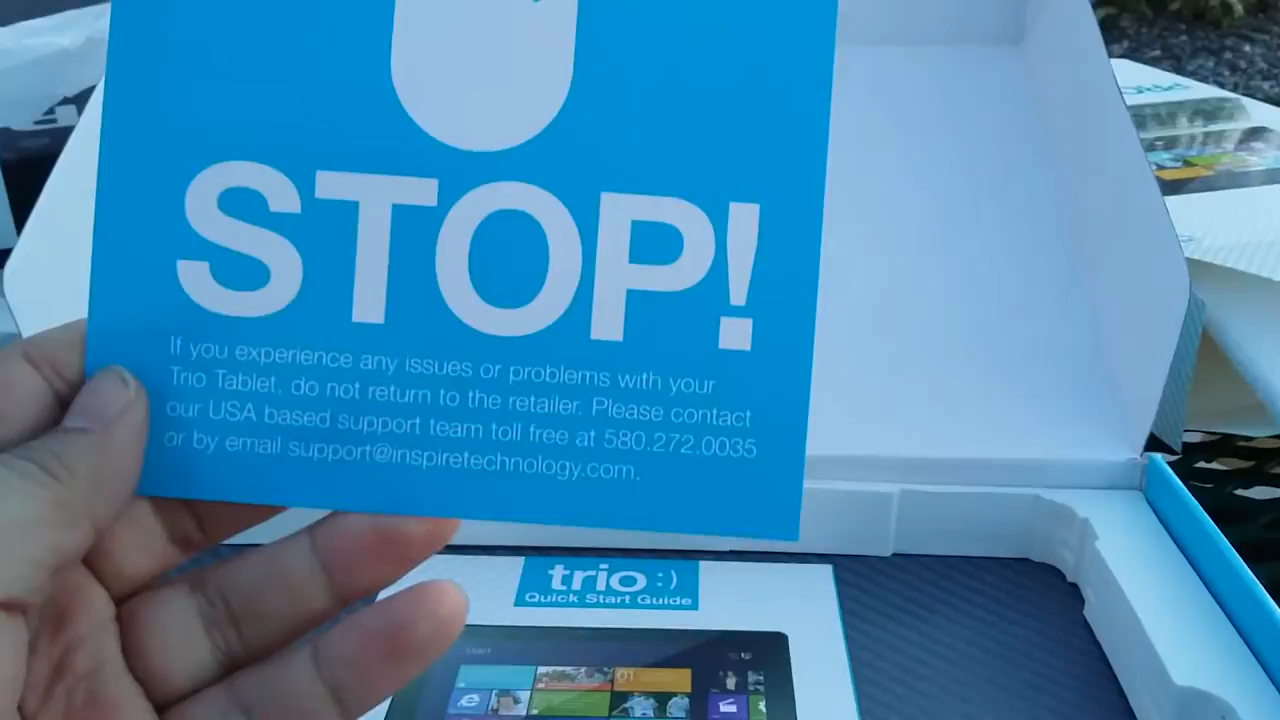 STOP!
If you experience any issues or problems with your
Trio Tablet, do not return to the retailer. Please contact
our USA based support team toll free at 580.272.0035
or by email support@inspiretechnology.com.
trio :)
Quick Start Guide
Start
01